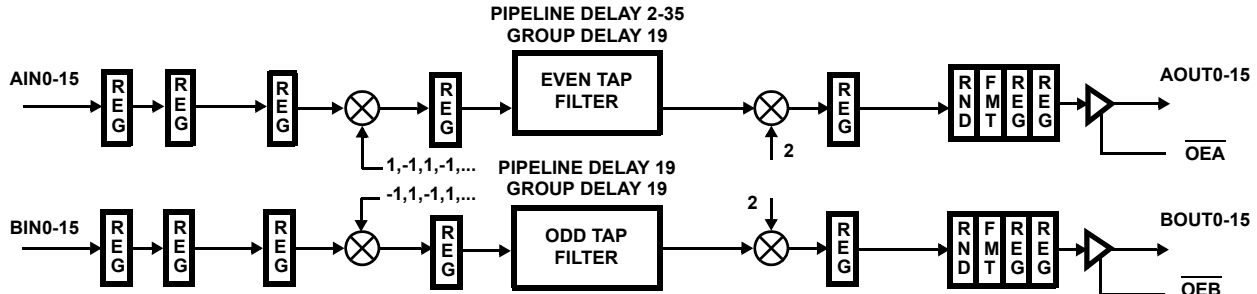 PIPELINE DELAY 2-35
GROUP DELAY 19
AIN0-15
REG
REG
REG
REG
EVEN TAP
FILTER
REG
RND
FMT
REG
REG
AOUT0-15
2
OEA
1,-1,1,-1,...
PIPELINE DELAY 19
GROUP DELAY 19
-1,1,-1,1,...
2
BIN0-15
REG
REG
REG
REG
ODD TAP
FILTER
REG
RND
FMT
REG
REG
BOUT0-15
OEB